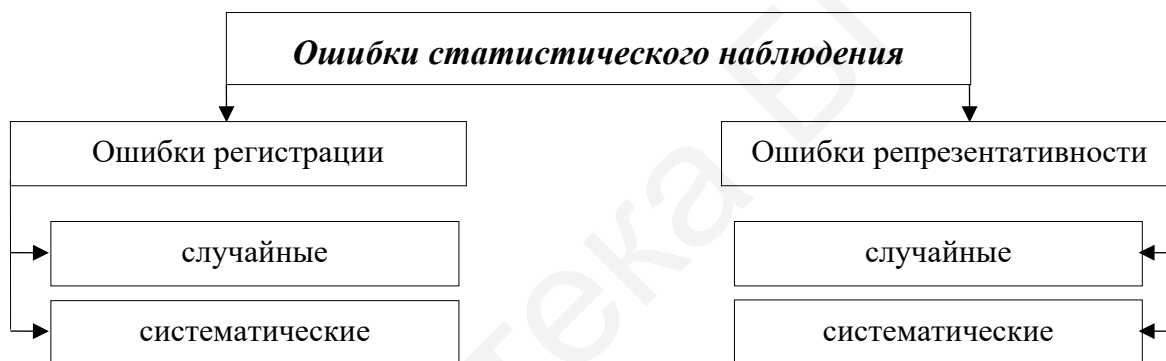 Ошибки статистического наблюдения
Ошибки регистрации
Ошибки репрезентативности
случайные
случайные
систематические
систематические